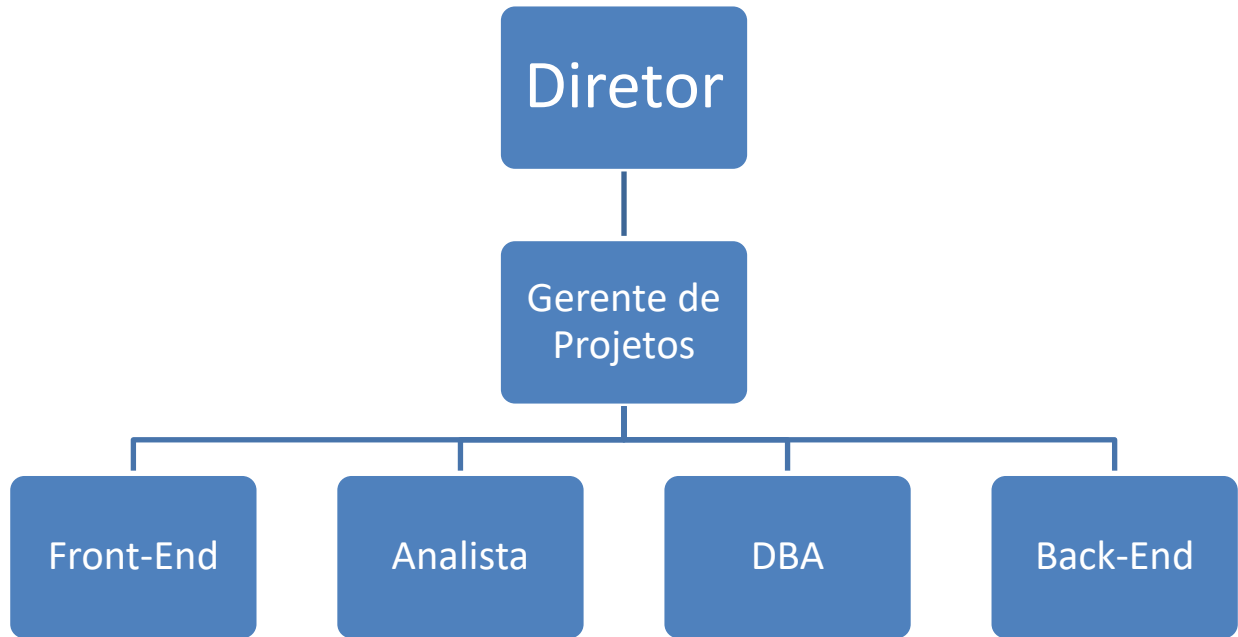 Diretor
Gerente de
Projetos
Front-End
Analista
DBA
Back-End